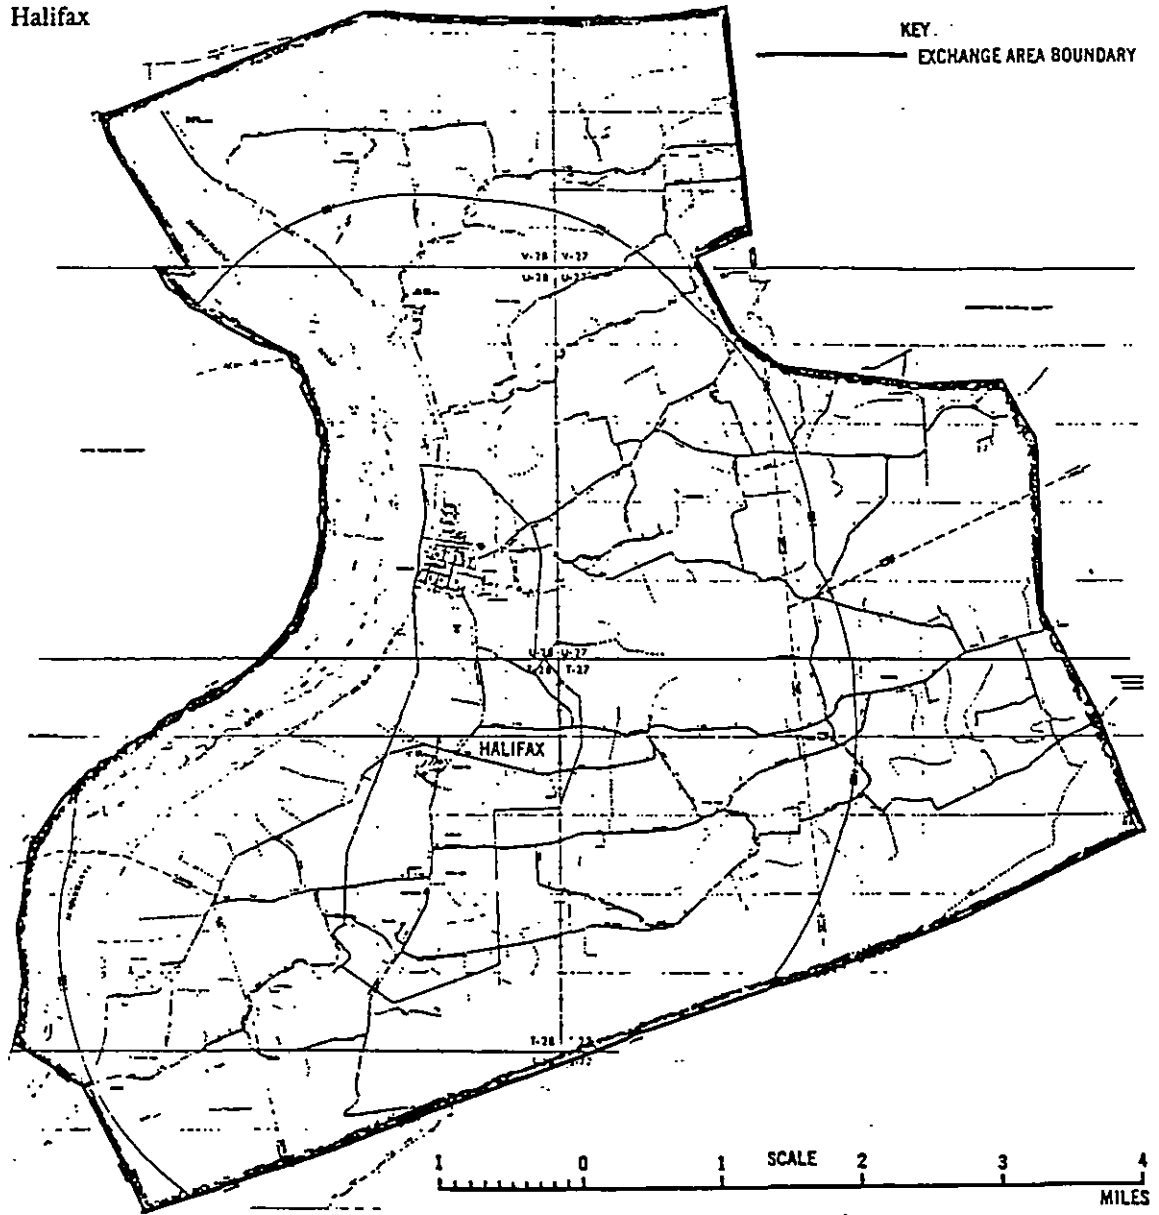 Halifax
KEY
EXCHANGE AREA BOUNDARY
V-28 V-27
U-28 U-27
U-28 U-27
T-28 T-27
HALIFAX
T-28
SCALE
1 0 1 2 3 4
MILES